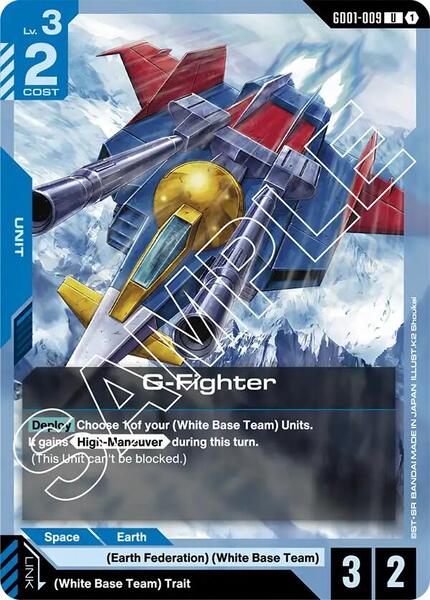 Lv. 3
GD01-009 U 1
2
COST
UNIT
SAMPLE
G-Fighter
Deploy Choose 1 of your (White Base Team) Units.
It gains High-Maneuver during this turn.
(This Unit can't be blocked.)
©ST・SR BANDAI MADE IN JAPAN ILLUST.K2 Shoukai
Space Earth
(Earth Federation) (White Base Team)
LINK (White Base Team) Trait
3 2